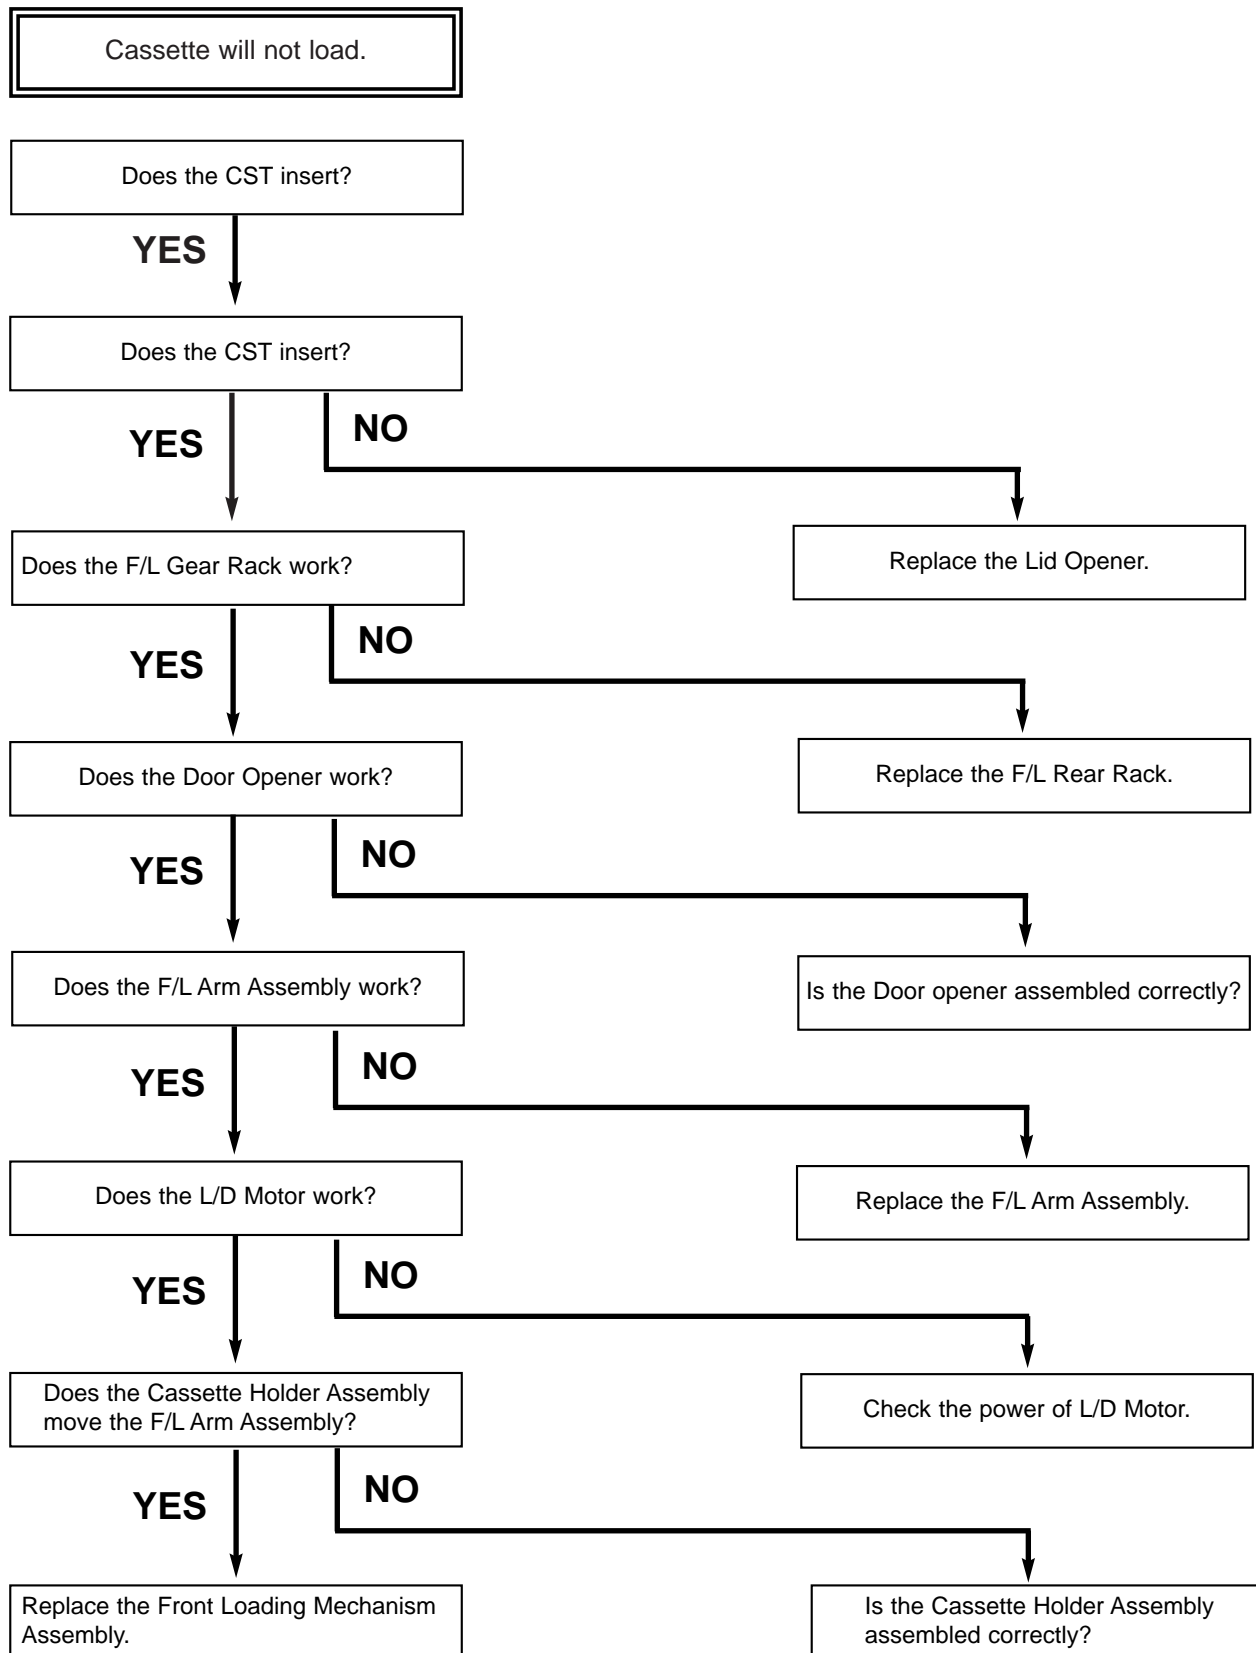 Cassette will not load.
Does the CST insert?
YES
Does the CST insert?
YES
NO
Does the F/L Gear Rack work?
Replace the Lid Opener.
YES
NO
Does the Door Opener work?
Replace the F/L Rear Rack.
YES
NO
Does the F/L Arm Assembly work?
Is the Door opener assembled correctly?
YES
NO
Does the L/D Motor work?
Replace the F/L Arm Assembly.
YES
NO
Does the Cassette Holder Assembly
move the F/L Arm Assembly?
Check the power of L/D Motor.
YES
NO
Replace the Front Loading Mechanism
Assembly.
Is the Cassette Holder Assembly
assembled correctly?